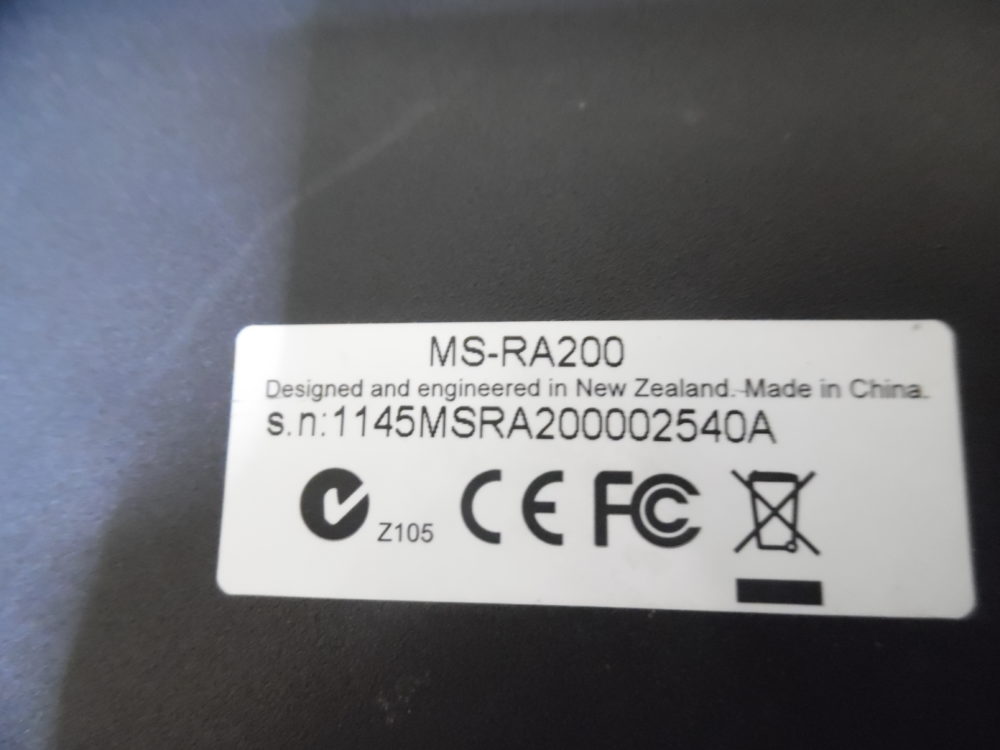 MS-RA200
Designed and engineered in New Zealand. Made in China.
s.n:1145MSRA200002540A
Z105 CE FC